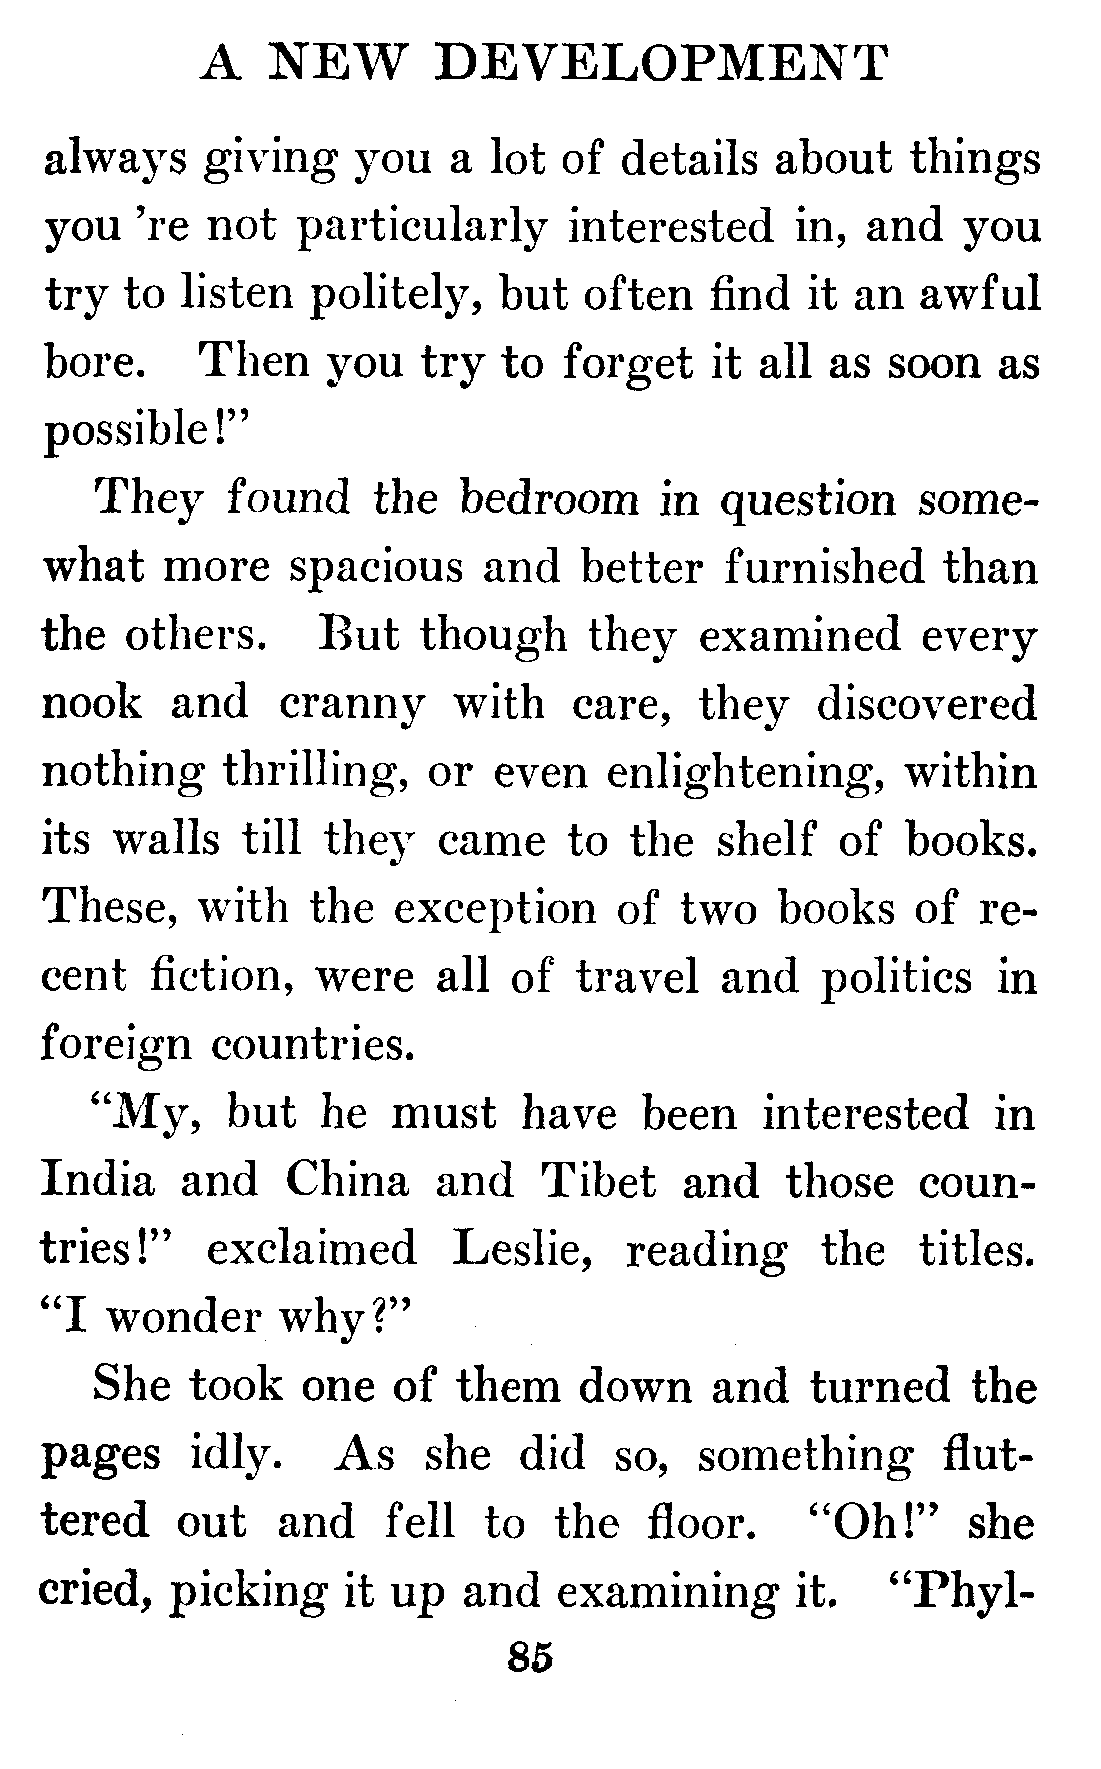 A NEW DEVELOPMENT
always giving you a lot of details about things
you 're not particularly interested in, and you
try to listen politely, but often find it an awful
bore. Then you try to forget it all as soon as
possible!”
They found the bedroom in question some-
what more spacious and better furnished than
the others. But though they examined every
nook and cranny with care, they discovered
nothing thrilling, or even enlightening, within
its walls till they came to the shelf of books.
These, with the exception of two books of re-
cent fiction, were all of travel and politics in
foreign countries.
“My, but he must have been interested in
India and China and Tibet and those coun-
tries!” exclaimed Leslie, reading the titles.
“I wonder why?”
She took one of them down and turned the
pages idly. As she did so, something flut-
tered out and fell to the floor. “Oh!” she
cried, picking it up and examining it. “Phyl-
85